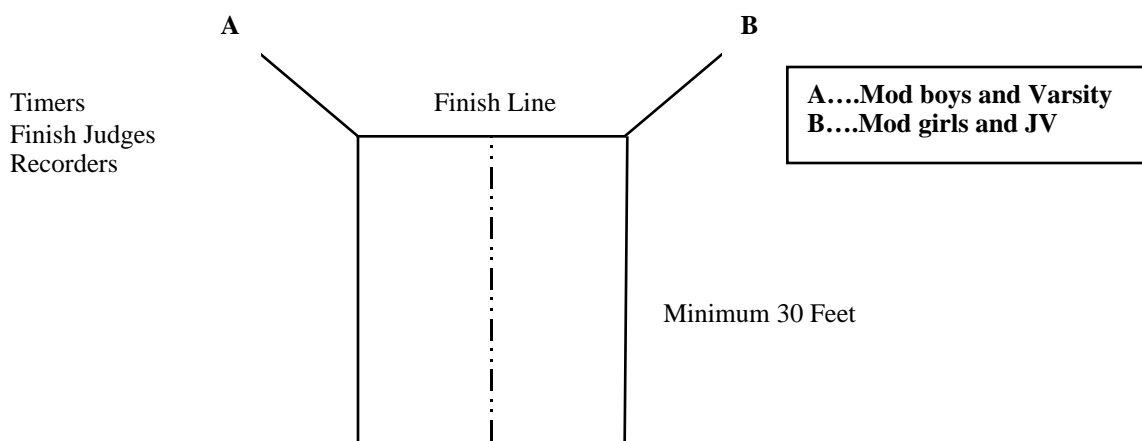 A
B
Timers
Finish Judges
Recorders
Finish Line
A….Mod boys and Varsity
B….Mod girls and JV
Minimum 30 Feet